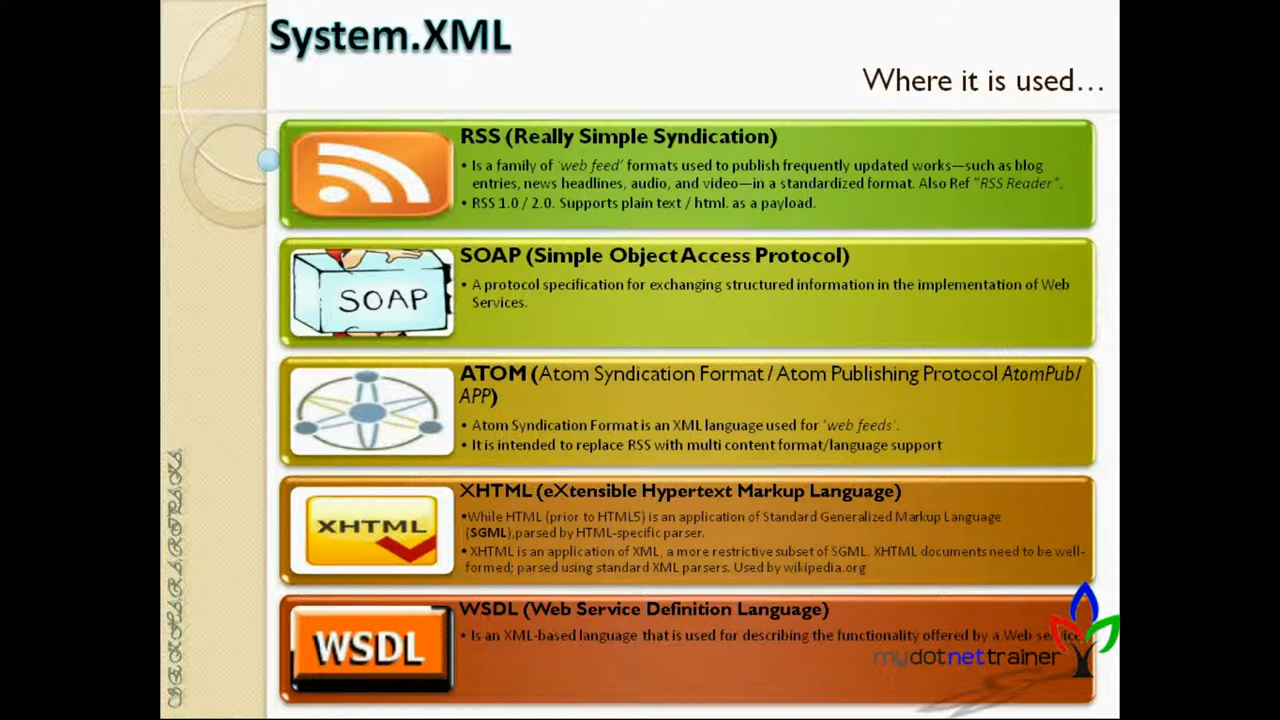 System.XML
Where it is used…
RSS (Really Simple Syndication)
• Is a family of ‘web feed’ formats used to publish frequently updated works—such as blog
entries, news headlines, audio, and video—in a standardized format. Also Ref "RSS Reader".
• RSS 1.0 / 2.0. Supports plain text / html. as a payload.
SOAP (Simple Object Access Protocol)
SOAP
• A protocol specification for exchanging structured information in the implementation of Web
Services.
ATOM (Atom Syndication Format / Atom Publishing Protocol AtomPub/
APP)
• Atom Syndication Format is an XML language used for ‘web feeds’.
• It is intended to replace RSS with multi content format/language support
XHTML (eXtensible Hypertext Markup Language)
XHTML
•While HTML (prior to HTML5) is an application of Standard Generalized Markup Language
(SGML),parsed by HTML-specific parser.
• XHTML is an application of XML, a more restrictive subset of SGML. XHTML documents need to be well-
formed; parsed using standard XML parsers. Used by wikipedia.org
WSDL (Web Service Definition Language)
WSDL
• Is an XML-based language that is used for describing the functionality offered by a Web service
mydotnettrainer